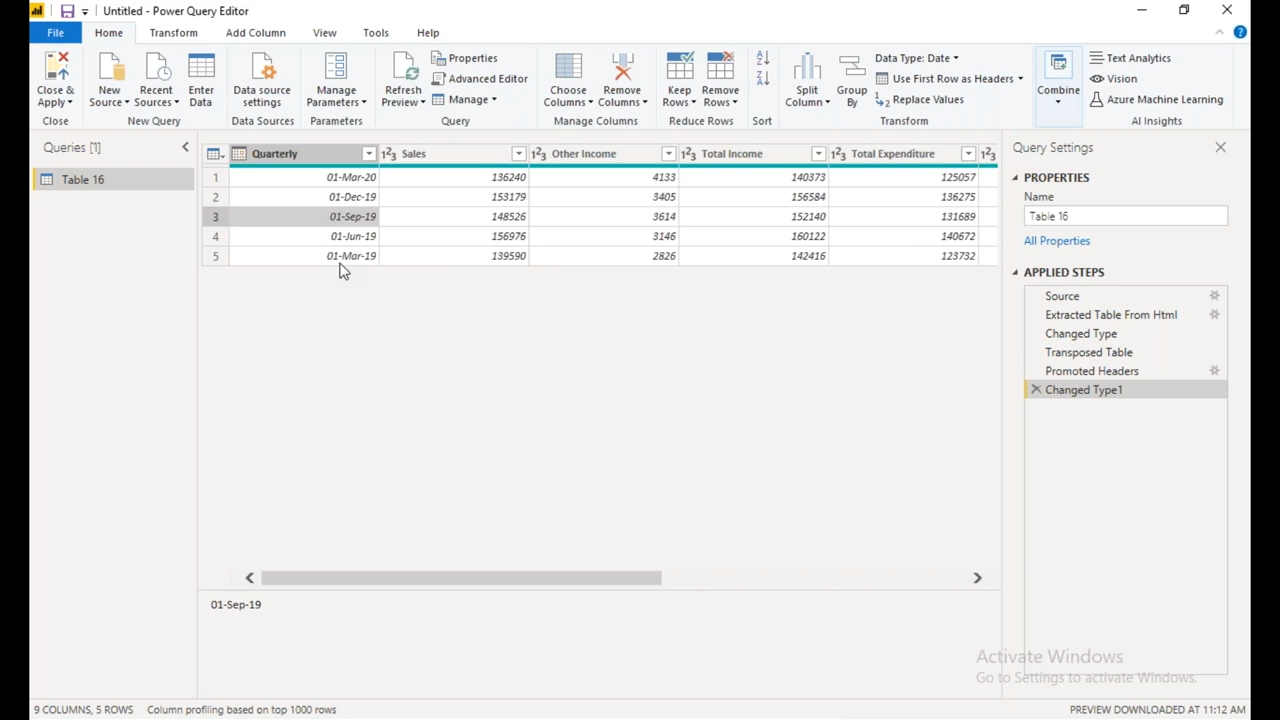 Untitled - Power Query Editor
File Home Transform Add Column View Tools Help
Close & Apply
New Source
Recent Sources
Enter Data
Data source settings
Manage Parameters
Refresh Preview
Properties
Advanced Editor
Manage
Choose Columns
Remove Columns
Keep Rows
Remove Rows
Split Column
Group By
Data Type: Date
Use First Row as Headers
Replace Values
Combine
Text Analytics
Vision
Azure Machine Learning
Close New Query Data Sources Parameters Query Manage Columns Reduce Rows Sort Transform AI Insights
Queries [1]
Table 16
Quarterly 123 Sales 123 Other Income 123 Total Income 123 Total Expenditure 123
1 01-Mar-20 136240 4133 140373 125057
2 01-Dec-19 153179 3405 156584 136275
3 01-Sep-19 148526 3614 152140 131689
4 01-Jun-19 156976 3146 160122 140672
5 01-Mar-19 139590 2826 142416 123732
01-Sep-19
Query Settings
PROPERTIES
Name
Table 16
All Properties
APPLIED STEPS
Source
Extracted Table From Html
Changed Type
Transposed Table
Promoted Headers
Changed Type1
Activate Windows
Go to Settings to activate Windows.
9 COLUMNS, 5 ROWS Column profiling based on top 1000 rows PREVIEW DOWNLOADED AT 11:12 AM